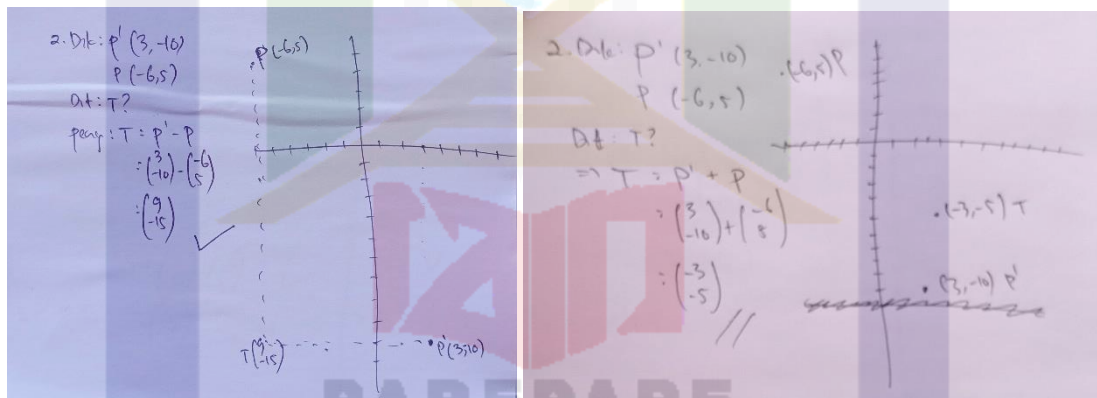 2. Dik : P' (3, -10)
P (-6,5)
Dit : T ?
peny : T = P' - P
= (3 -10) - (-6 5)
= (9 -15)
P (-6,5)
T (9 -15)
P' (3,-10)
2. Dik : P' (3, -10)
P (-6, 5)
Dit : T ?
=> T = P' + P
= (3 -10) + (-6 5)
= (-3 -5)
(-6,5) P
(-3,-5) T
(3,-10) P'
PAREPARE